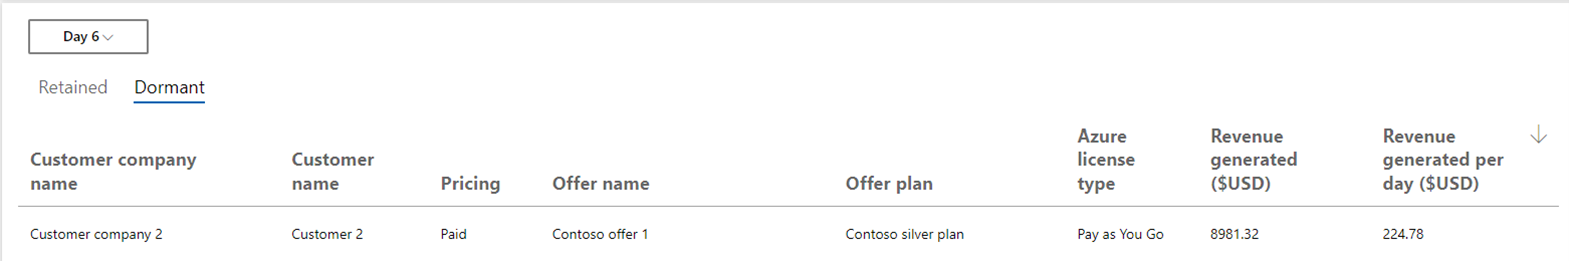 Day 6
Retained Dormant
Customer company name Customer name Pricing Offer name Offer plan Azure license type Revenue generated ($USD) Revenue generated per day ($USD)
Customer company 2 Customer 2 Paid Contoso offer 1 Contoso silver plan Pay as You Go 8981.32 224.78